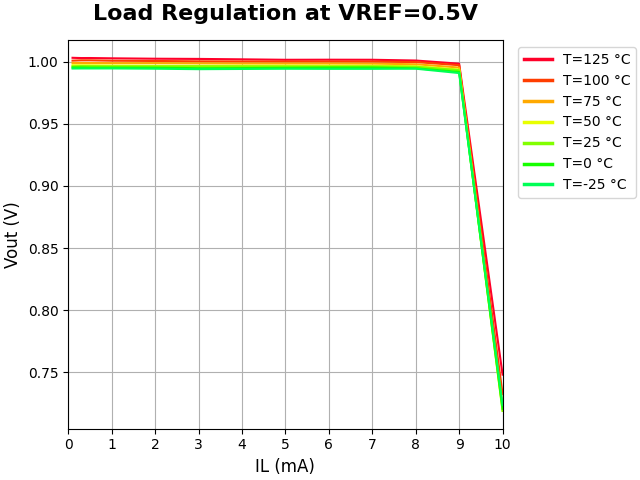 Load Regulation at VREF=0.5V
1.00
0.95
0.90
0.85
0.80
0.75
Vout (V)
0 1 2 3 4 5 6 7 8 9 10
IL (mA)
T=125 °C
T=100 °C
T=75 °C
T=50 °C
T=25 °C
T=0 °C
T=-25 °C